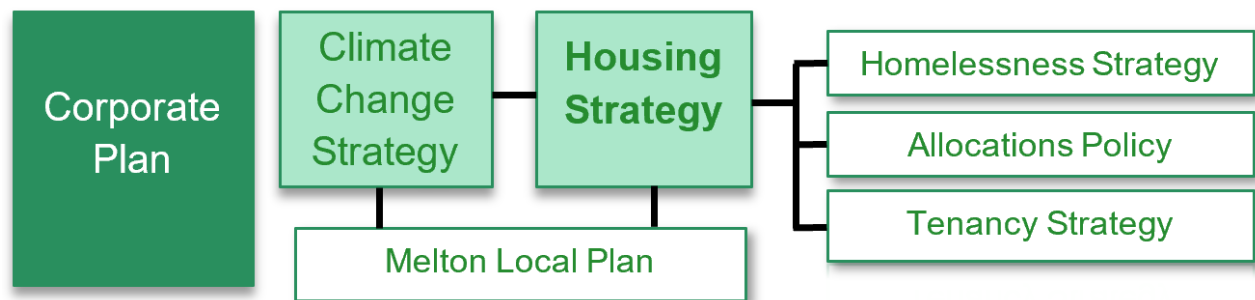 Corporate
Plan
Climate
Change
Strategy
Housing
Strategy
Homelessness Strategy
Allocations Policy
Tenancy Strategy
Melton Local Plan